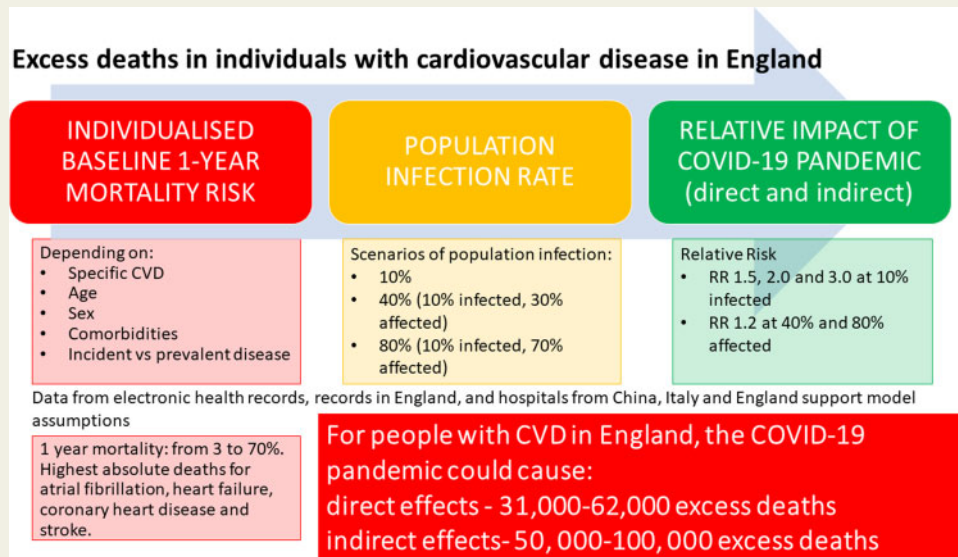 Excess deaths in individuals with cardiovascular disease in England
INDIVIDUALISED
BASELINE 1-YEAR
MORTALITY RISK
POPULATION
INFECTION RATE
RELATIVE IMPACT OF
COVID-19 PANDEMIC
(direct and indirect)
Depending on:
• Specific CVD
• Age
• Sex
• Comorbidities
• Incident vs prevalent disease
Scenarios of population infection:
• 10%
• 40% (10% infected, 30%
affected)
• 80% (10% infected, 70%
affected)
Relative Risk
• RR 1.5, 2.0 and 3.0 at 10%
infected
• RR 1.2 at 40% and 80%
affected
Data from electronic health records, records in England, and hospitals from China, Italy and England support model
assumptions
1 year mortality: from 3 to 70%.
Highest absolute deaths for
atrial fibrillation, heart failure,
coronary heart disease and
stroke.
For people with CVD in England, the COVID-19
pandemic could cause:
direct effects - 31,000-62,000 excess deaths
indirect effects- 50, 000-100, 000 excess deaths